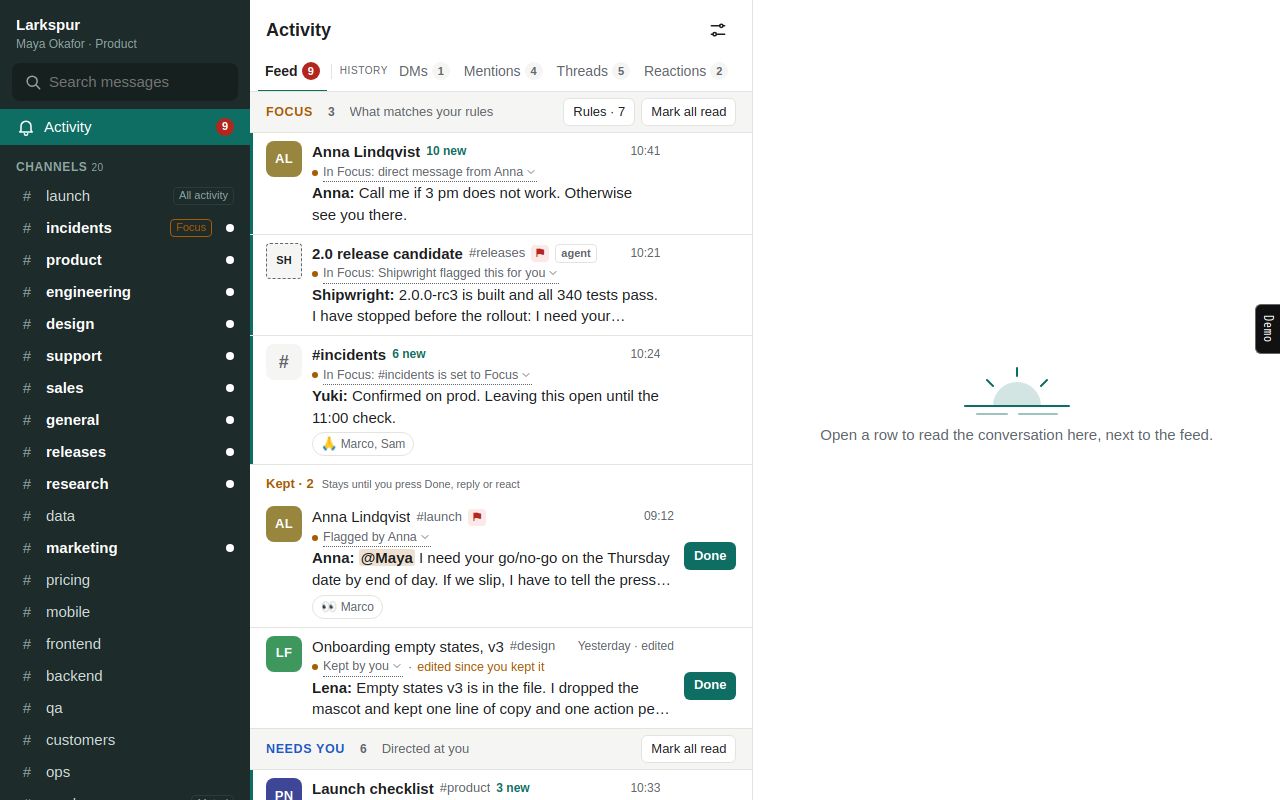 Larkspur
Maya Okafor · Product
Search messages
Activity 9
CHANNELS 20
# launch All activity
# incidents Focus
# product
# engineering
# design
# support
# sales
# general
# releases
# research
# data
# marketing
# pricing
# mobile
# frontend
# backend
# qa
# customers
# ops
Activity
Feed 9 HISTORY DMs 1 Mentions 4 Threads 5 Reactions 2
FOCUS 3 What matches your rules Rules · 7 Mark all read
AL Anna Lindqvist 10 new 10:41
In Focus: direct message from Anna
Anna: Call me if 3 pm does not work. Otherwise
see you there.
SH 2.0 release candidate #releases agent 10:21
In Focus: Shipwright flagged this for you
Shipwright: 2.0.0-rc3 is built and all 340 tests pass.
I have stopped before the rollout: I need your…
# #incidents 6 new 10:24
In Focus: #incidents is set to Focus
Yuki: Confirmed on prod. Leaving this open until the
11:00 check.
🙏 Marco, Sam
Kept · 2 Stays until you press Done, reply or react
AL Anna Lindqvist #launch 09:12
Flagged by Anna
Anna: @Maya I need your go/no-go on the Thursday
date by end of day. If we slip, I have to tell the press…
Done
👀 Marco
LF Onboarding empty states, v3 #design Yesterday · edited
Kept by you · edited since you kept it
Lena: Empty states v3 is in the file. I dropped the
mascot and kept one line of copy and one action pe…
Done
NEEDS YOU 6 Directed at you Mark all read
PN Launch checklist #product 3 new 10:33
Open a row to read the conversation here, next to the feed.
Demo